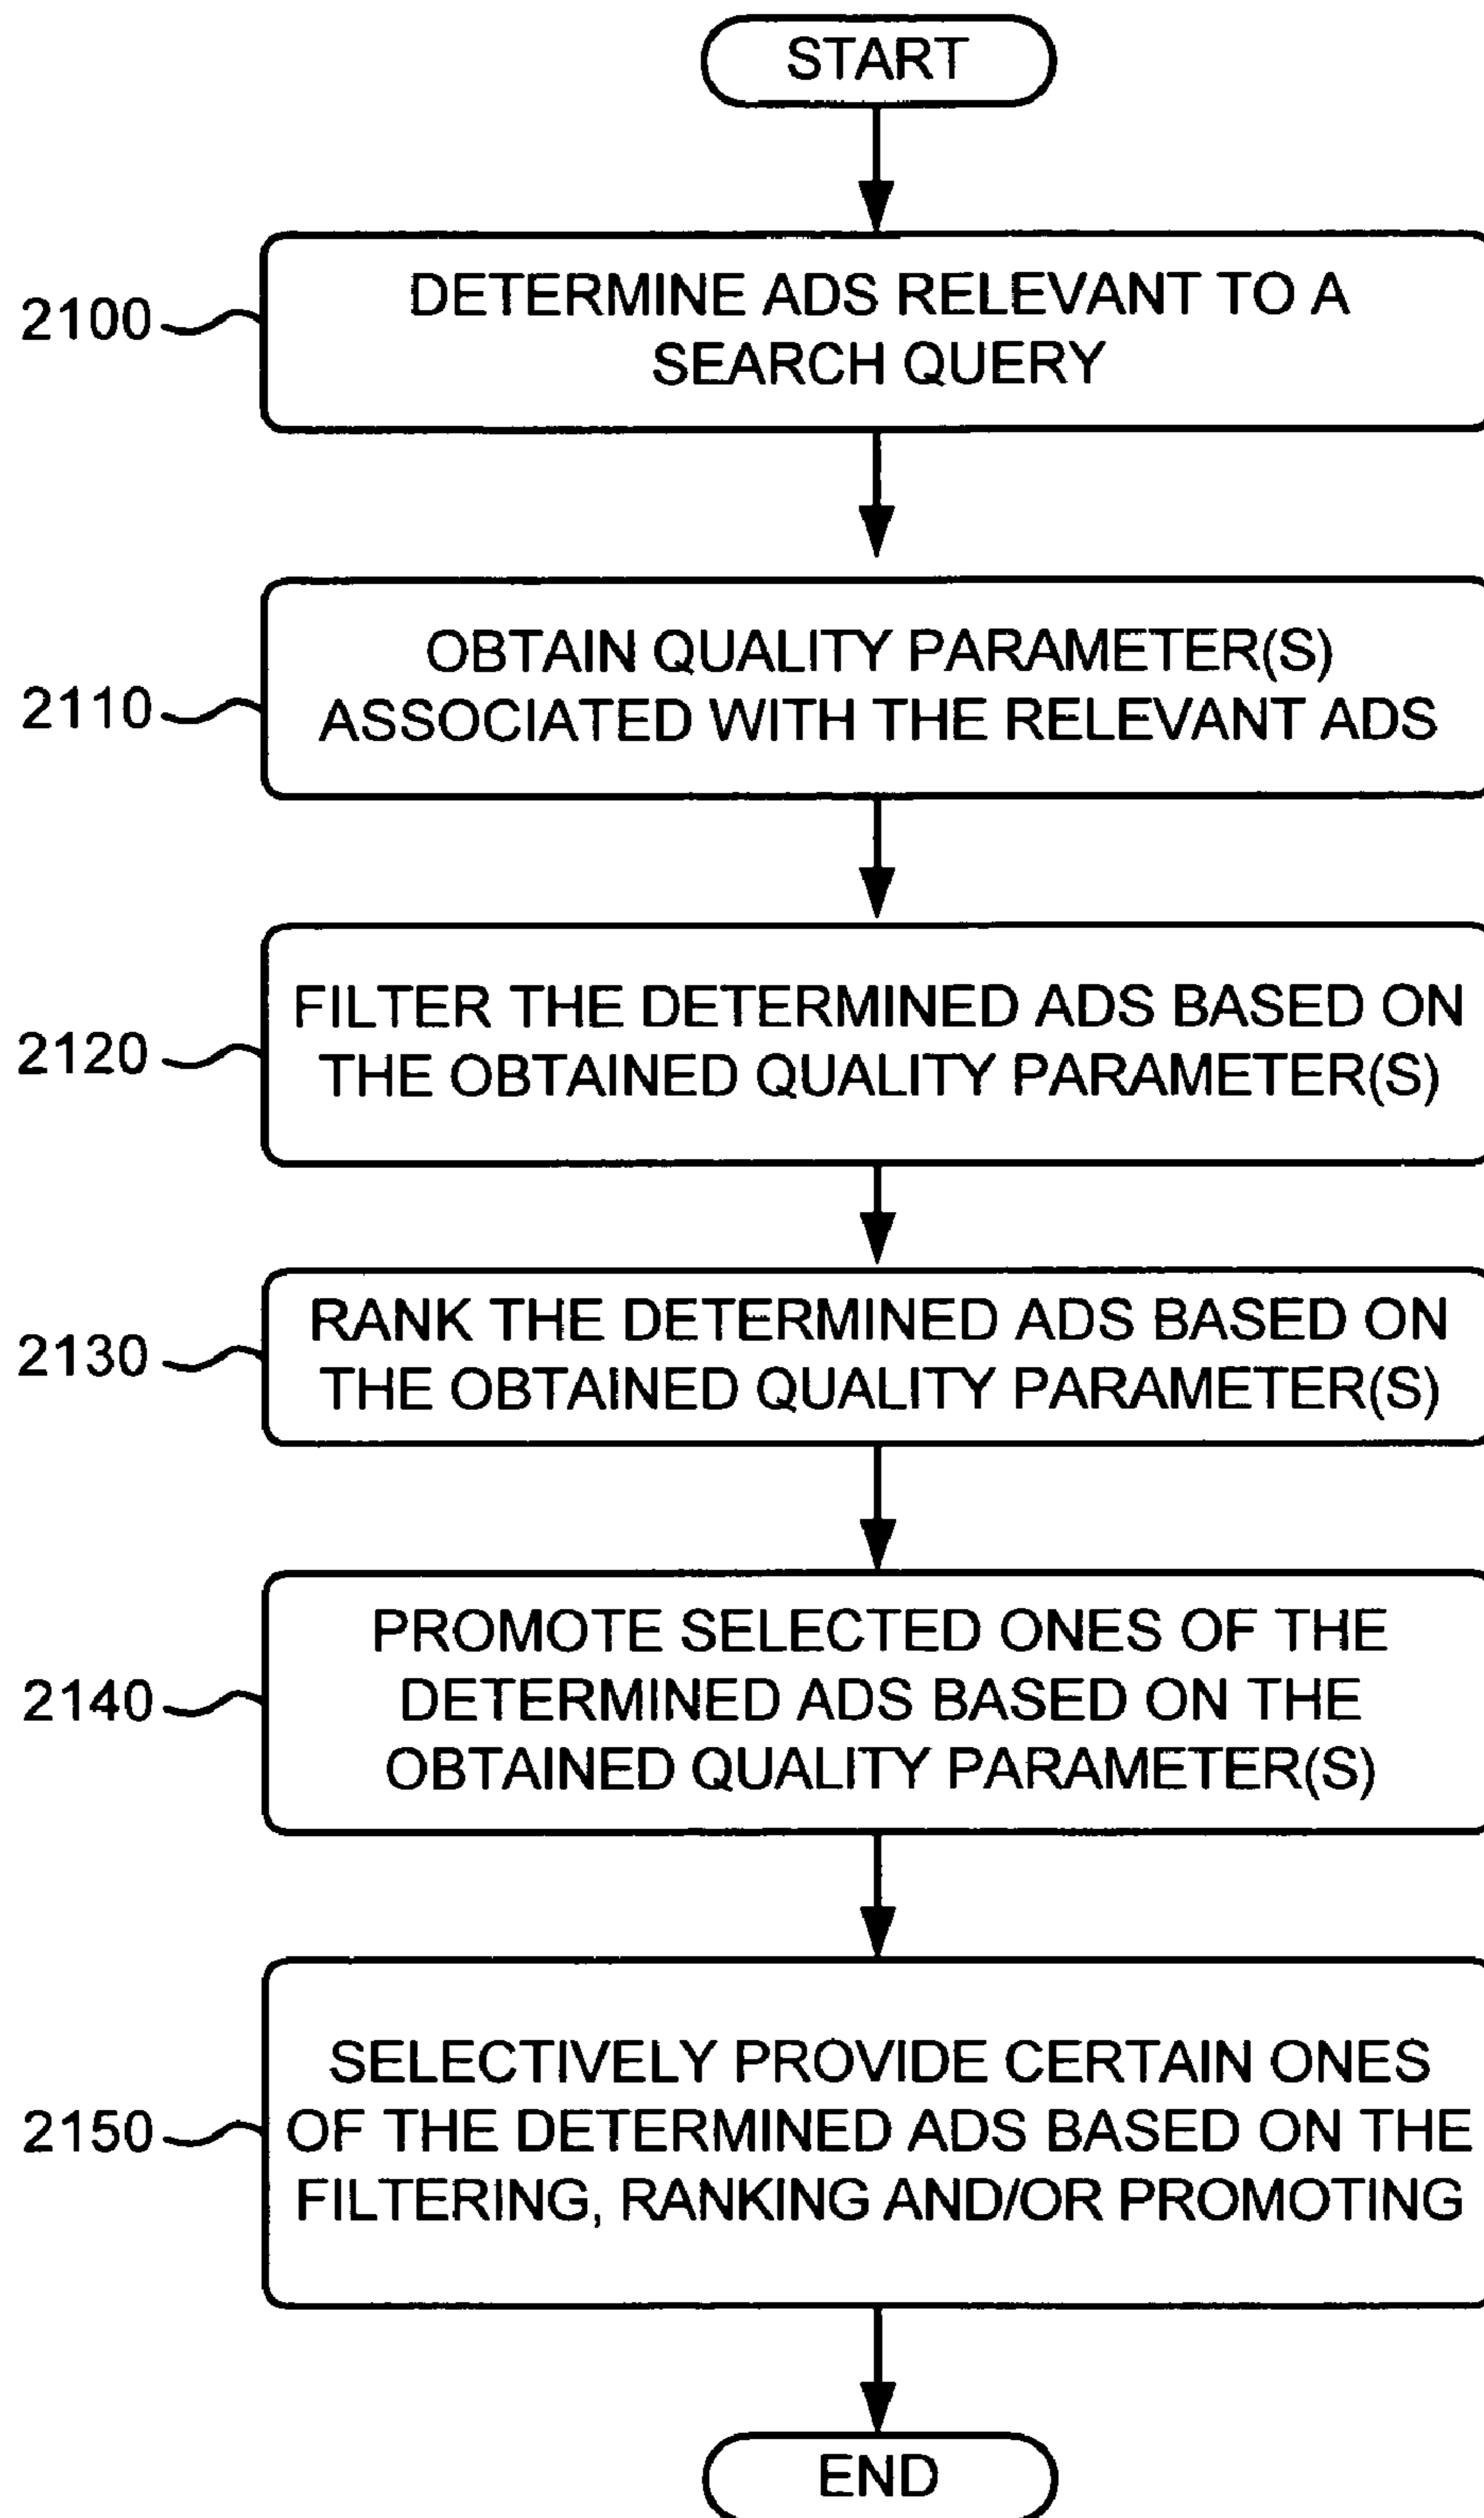 START
2100
DETERMINE ADS RELEVANT TO A
SEARCH QUERY
2110
OBTAIN QUALITY PARAMETER(S)
ASSOCIATED WITH THE RELEVANT ADS
2120
FILTER THE DETERMINED ADS BASED ON
THE OBTAINED QUALITY PARAMETER(S)
2130
RANK THE DETERMINED ADS BASED ON
THE OBTAINED QUALITY PARAMETER(S)
2140
PROMOTE SELECTED ONES OF THE
DETERMINED ADS BASED ON THE
OBTAINED QUALITY PARAMETER(S)
2150
SELECTIVELY PROVIDE CERTAIN ONES
OF THE DETERMINED ADS BASED ON THE
FILTERING, RANKING AND/OR PROMOTING
END